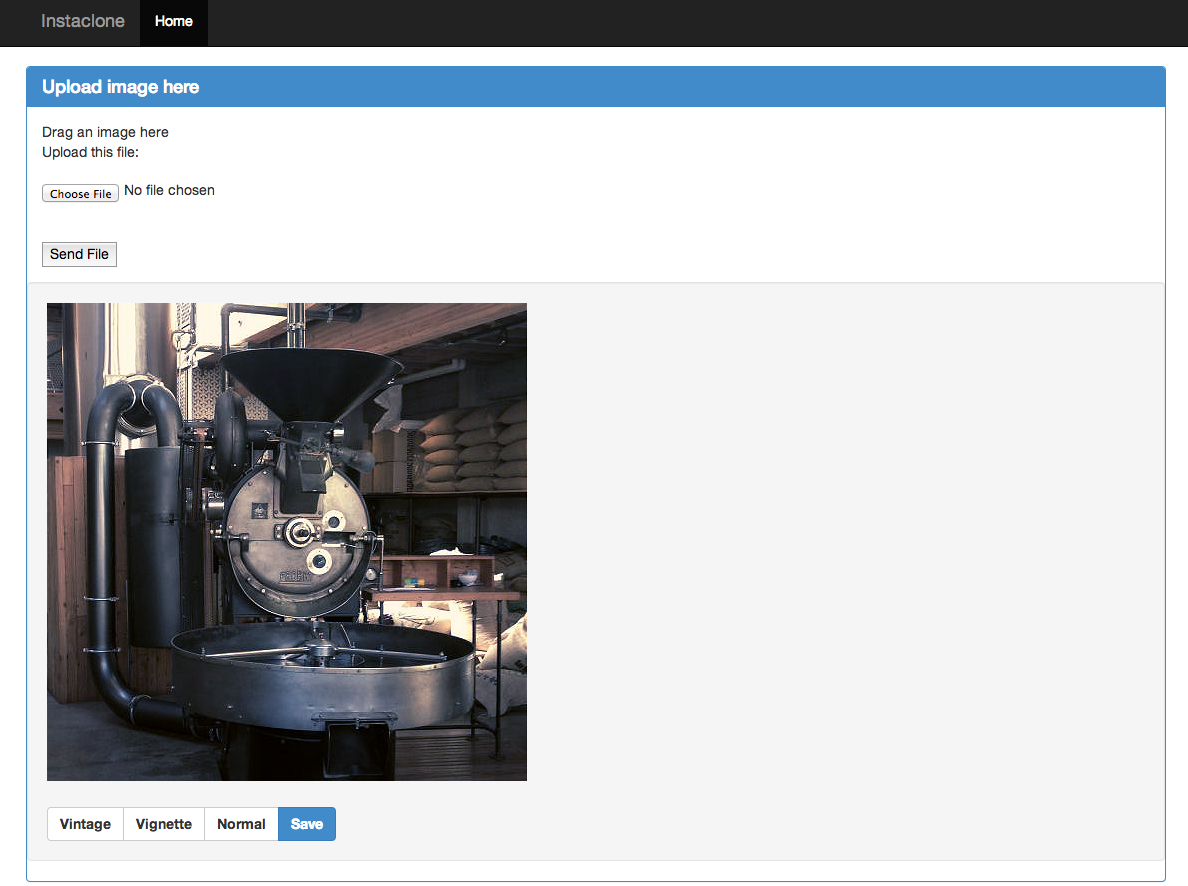 Instaclone Home
Upload image here
Drag an image here
Upload this file:
Choose File No file chosen
Send File
Vintage Vignette Normal Save